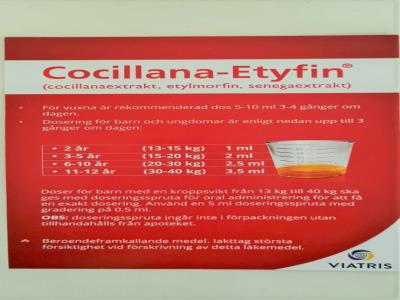 Cocillana-Etyfin®
(cocillanaextrakt, etylmorfin, senegaextrakt)
• För vuxna är rekommenderad dos 5-10 ml 3-4 gånger om
dagen.
• Dosering för barn och ungdomar är enligt nedan upp till 3
gånger om dagen:
• 2 år (13-15 kg) 1 ml
• 3-5 år (15-20 kg) 2 ml
• 6-10 år (20-30 kg) 2,5 ml
• 11-12 år (30-40 kg) 3,5 ml
Doser för barn med en kroppsvikt från 13 kg till 40 kg ska
ges med doseringsspruta för oral administrering för att få
en exakt dosering. Använd en 5 ml doseringsspruta med
gradering på 0,5 ml.
OBS: doseringsspruta ingår inte i förpackningen utan
tillhandahålls från apoteket.
Beroendeframkallande medel. Iakttag största
försiktighet vid förskrivning av detta läkemedel.
VIATRIS